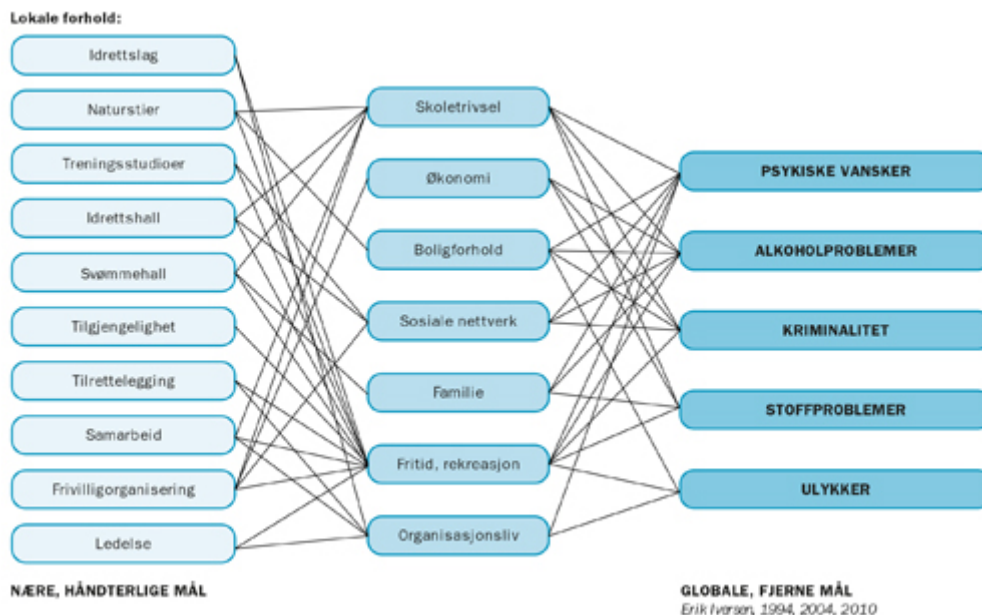 Lokale forhold:
Idrettslag
Naturstier
Treningsstudioer
Idrettshall
Svømmehall
Tilgjengelighet
Tilrettelegging
Samarbeid
Frivilligorganisering
Ledelse
NÆRE, HÅNDTERLIGE MÅL
Skoletrivsel
Økonomi
Boligforhold
Sosiale nettverk
Familie
Fritid, rekreasjon
Organisasjonsliv
PSYKISKE VANSKER
ALKOHOLPROBLEMER
KRIMINALITET
STOFFPROBLEMER
ULYKKER
GLOBALE, FJERNE MÅL
Erik Iversen, 1994, 2004, 2010